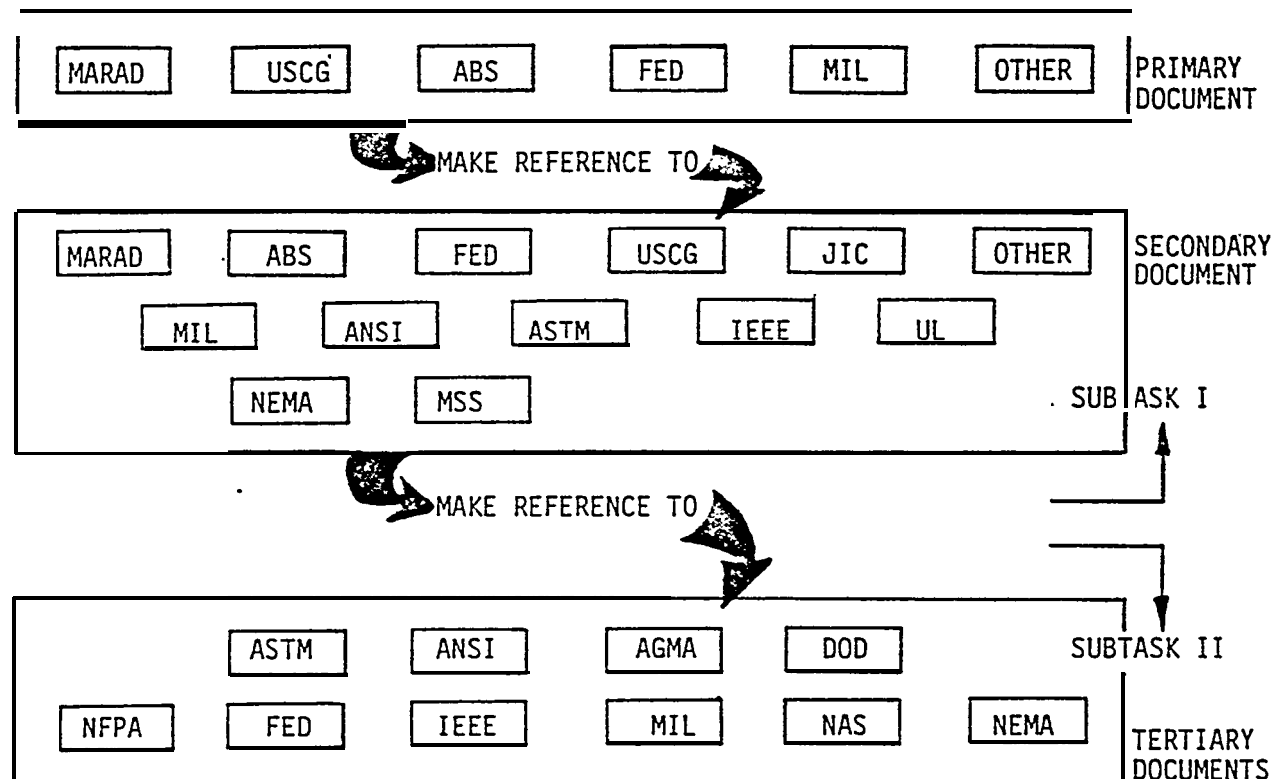 MARAD USCG ABS FED MIL OTHER PRIMARY
DOCUMENT
MAKE REFERENCE TO
MARAD ABS FED USCG JIC OTHER SECONDARY
DOCUMENT
MIL ANSI ASTM IEEE UL
NEMA MSS SUBTASK I
MAKE REFERENCE TO
ASTM ANSI AGMA DOD SUBTASK II
NFPA FED IEEE MIL NAS NEMA TERTIARY
DOCUMENTS